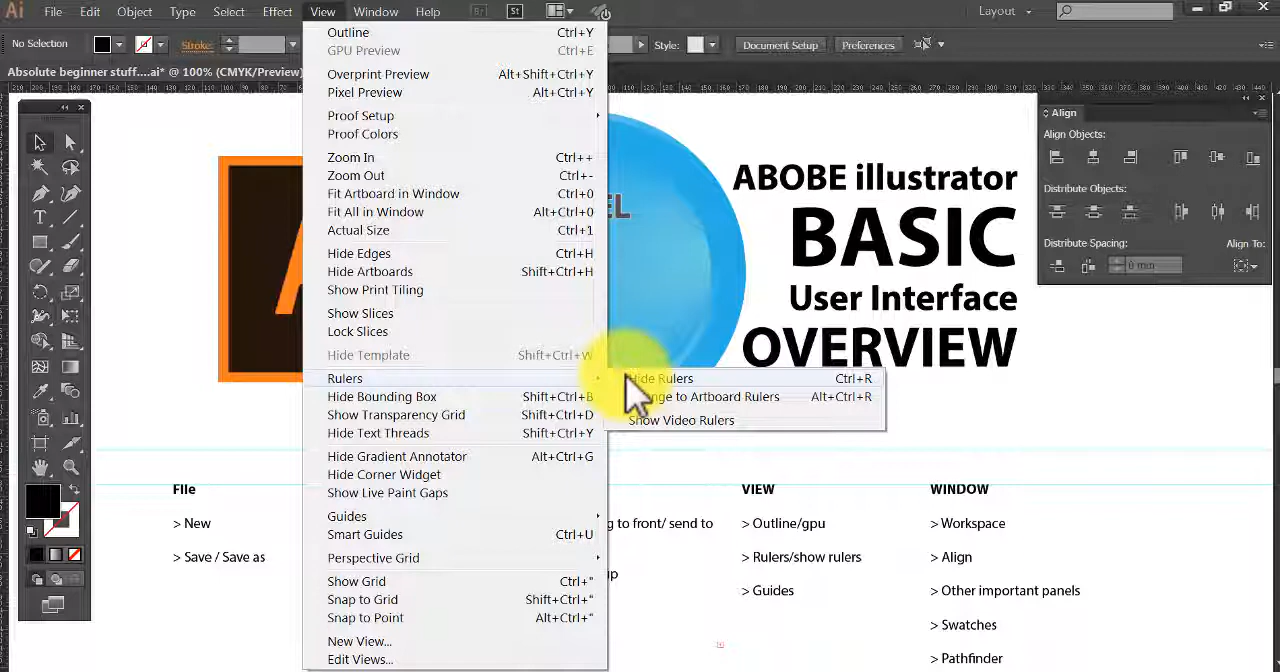 Ai File Edit Object Type Select Effect View Window Help Br St Layout
No Selection Stroke: Style: Document Setup Preferences
Absolute beginner stuff....ai* @ 100% (CMYK/Preview)
Outline Ctrl+Y
GPU Preview Ctrl+E
Overprint Preview Alt+Shift+Ctrl+Y
Pixel Preview Alt+Ctrl+Y
Proof Setup
Proof Colors
Zoom In Ctrl++
Zoom Out Ctrl+-
Fit Artboard in Window Ctrl+0
Fit All in Window Alt+Ctrl+0
Actual Size Ctrl+1
Hide Edges Ctrl+H
Hide Artboards Shift+Ctrl+H
Show Print Tiling
Show Slices
Lock Slices
Hide Template Shift+Ctrl+W
Rulers
Hide Bounding Box Shift+Ctrl+B
Show Transparency Grid Shift+Ctrl+D
Hide Text Threads Shift+Ctrl+Y
Hide Gradient Annotator Alt+Ctrl+G
Hide Corner Widget
Show Live Paint Gaps
Guides
Smart Guides Ctrl+U
Perspective Grid
Show Grid Ctrl+"
Snap to Grid Shift+Ctrl+"
Snap to Point Alt+Ctrl+"
New View...
Edit Views...
Hide Rulers Ctrl+R
to Artboard Rulers Alt+Ctrl+R
Show Video Rulers
EL
ABOBE illustrator
BASIC
User Interface
OVERVIEW
Align
Align Objects:
Distribute Objects:
Distribute Spacing: Align To:
0 mm
FIle
> New
> Save / Save as
g to front/ send to
up
VIEW
> Outline/gpu
> Rulers/show rulers
> Guides
WINDOW
> Workspace
> Align
> Other important panels
> Swatches
> Pathfinder